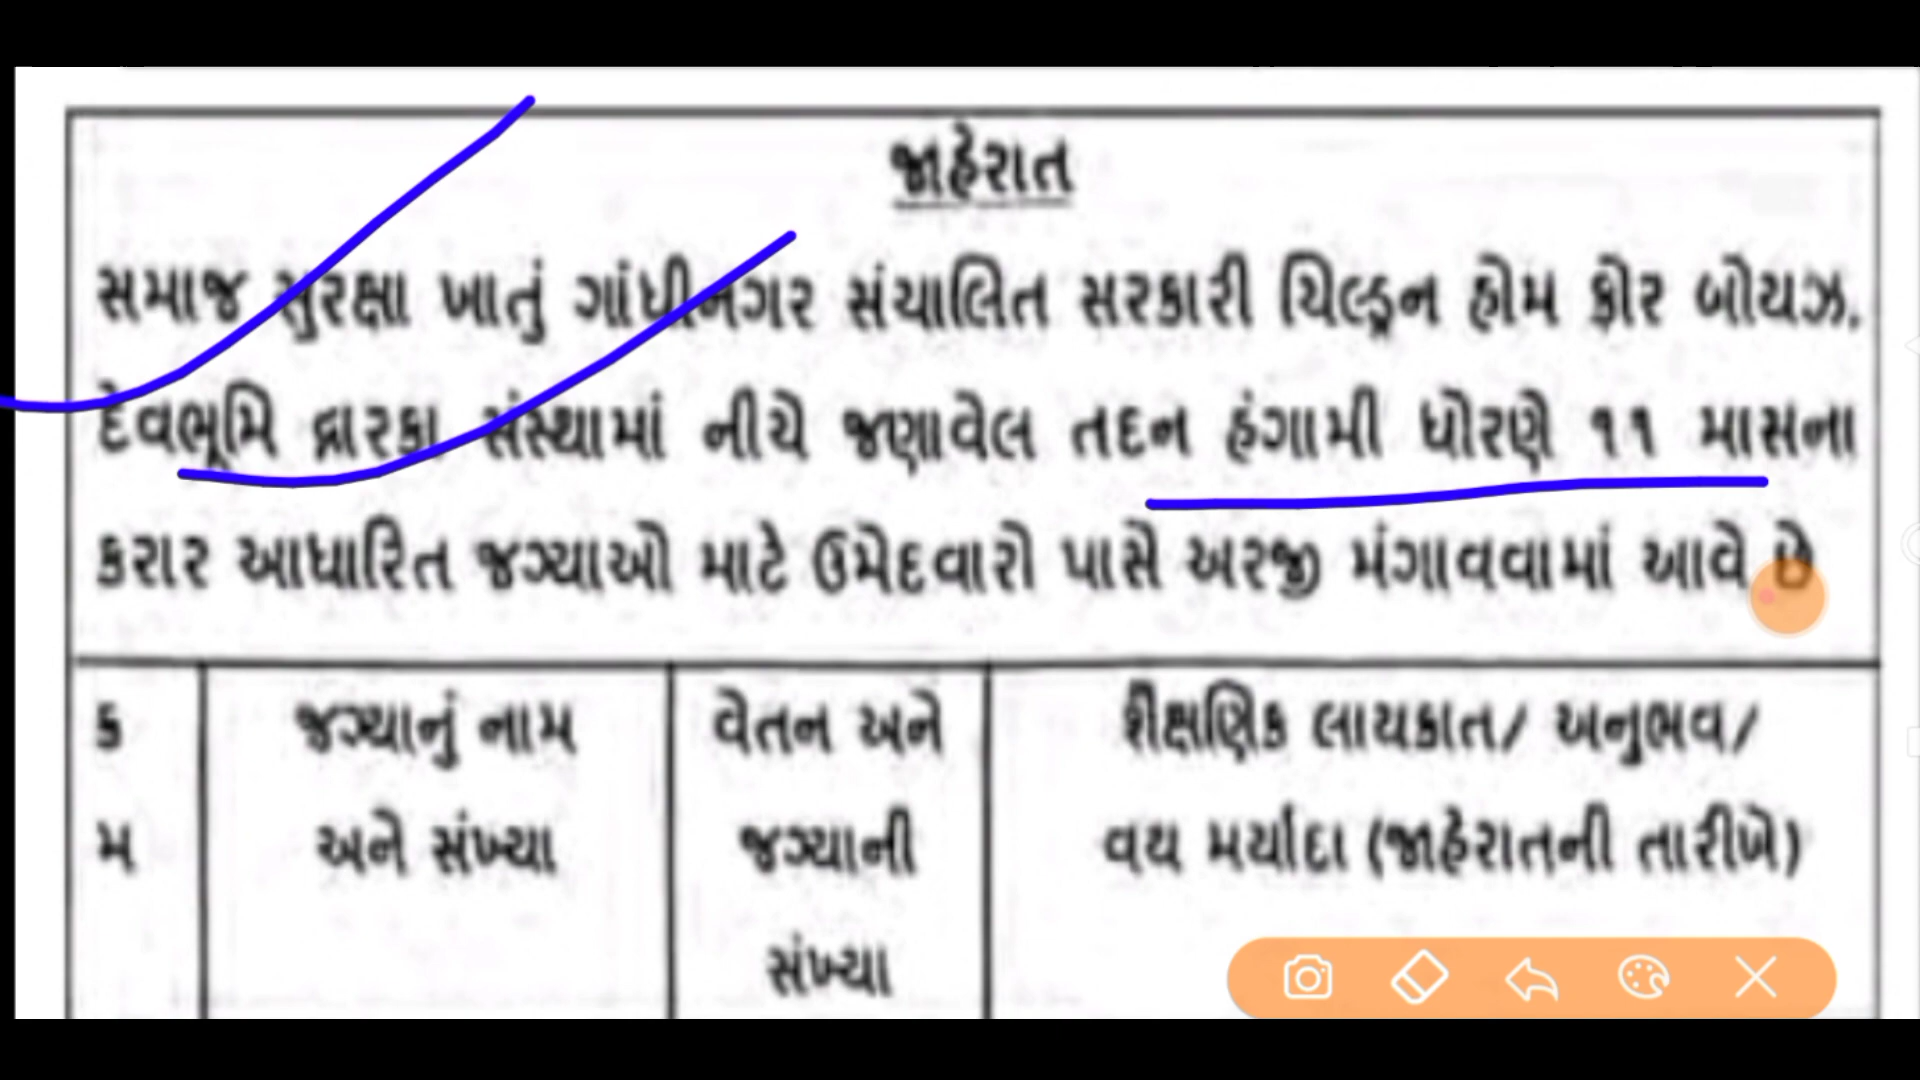 જાહેરાત
સમાજ સુરક્ષા ખાતું ગાંધીનગર સંચાલિત સરકારી ચિલ્ડ્રન હોમ ફોર બોયઝ.
દેવભૂમિ દ્વારકા સંસ્થામાં નીચે જણાવેલ તદન હંગામી ધોરણે ૧૧ માસના
કરાર આધારિત જગ્યાઓ માટે ઉમેદવારો પાસે અરજી મંગાવવામાં આવે છે
ક જગ્યાનું નામ વેતન અને શૈક્ષણિક લાયકાત/ અનુભવ/
મ અને સંખ્યા જગ્યાની વય મર્યાદા (જાહેરાતની તારીખે)
સંખ્યા